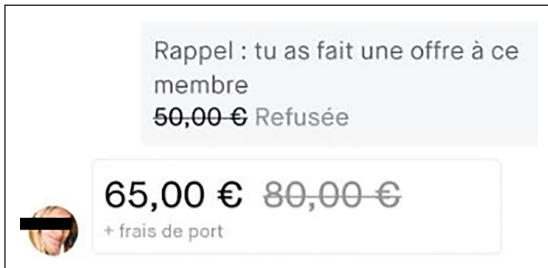 Rappel : tu as fait une offre à ce
membre
50,00 € Refusée
65,00 € 80,00 €
+ frais de port